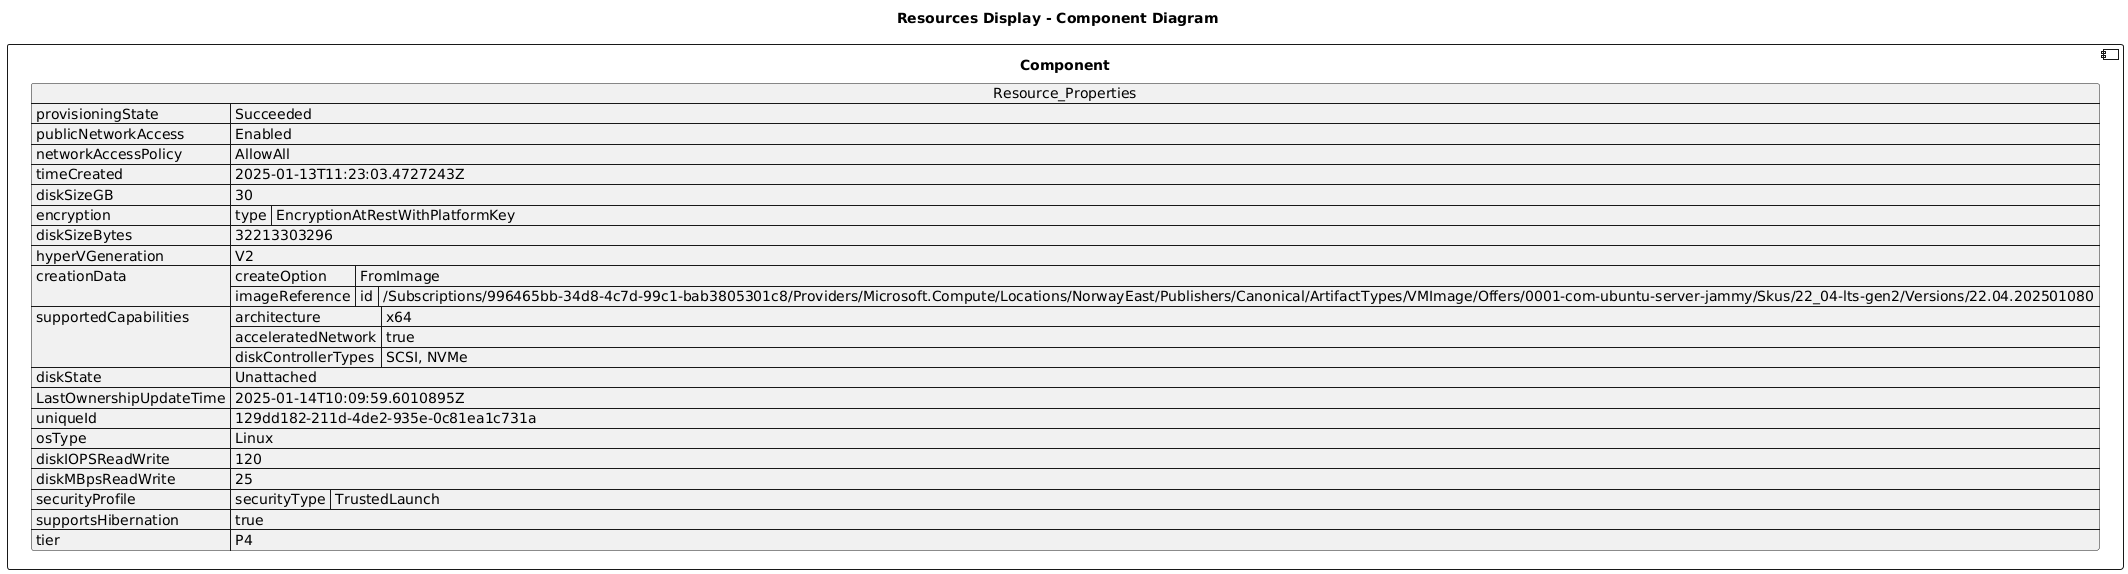 Resources Display - Component Diagram
Component
Resource_Properties
provisioningState Succeeded
publicNetworkAccess Enabled
networkAccessPolicy AllowAll
timeCreated 2025-01-13T11:23:03.4727243Z
diskSizeGB 30
encryption type EncryptionAtRestWithPlatformKey
diskSizeBytes 32213303296
hyperVGeneration V2
creationData createOption FromImage
imageReference id /Subscriptions/996465bb-34d8-4c7d-99c1-bab3805301c8/Providers/Microsoft.Compute/Locations/NorwayEast/Publishers/Canonical/ArtifactTypes/VMImage/Offers/0001-com-ubuntu-server-jammy/Skus/22_04-lts-gen2/Versions/22.04.202501080
supportedCapabilities architecture x64
acceleratedNetwork true
diskControllerTypes SCSI, NVMe
diskState Unattached
LastOwnershipUpdateTime 2025-01-14T10:09:59.6010895Z
uniqueId 129dd182-211d-4de2-935e-0c81ea1c731a
osType Linux
diskIOPSReadWrite 120
diskMBpsReadWrite 25
securityProfile securityType TrustedLaunch
supportsHibernation true
tier P4